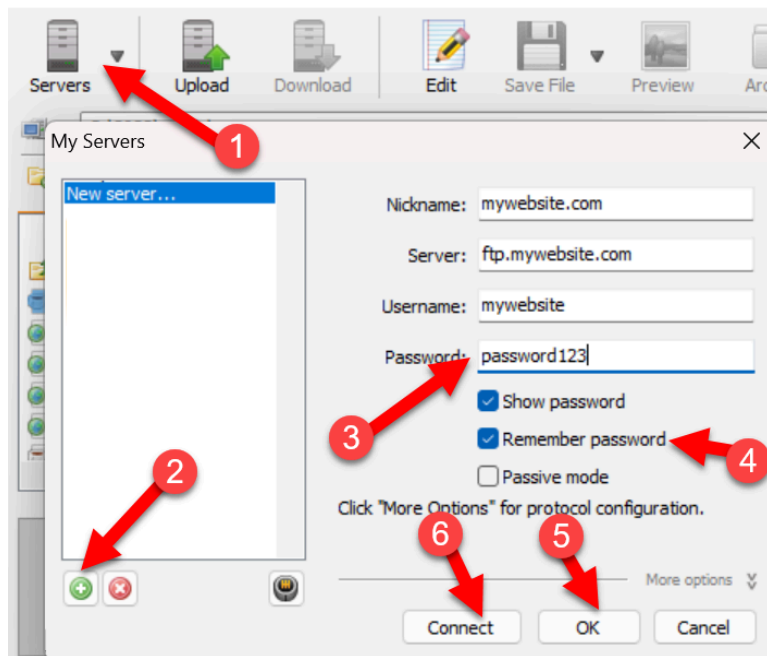 Servers Upload Download Edit Save File Preview
1
My Servers
New server...
Nickname: mywebsite.com
Server: ftp.mywebsite.com
Username: mywebsite
Password: password123
Show password
3
Remember password
4
2
Passive mode
Click "More Options" for protocol configuration.
6 5
More options
Connect OK Cancel